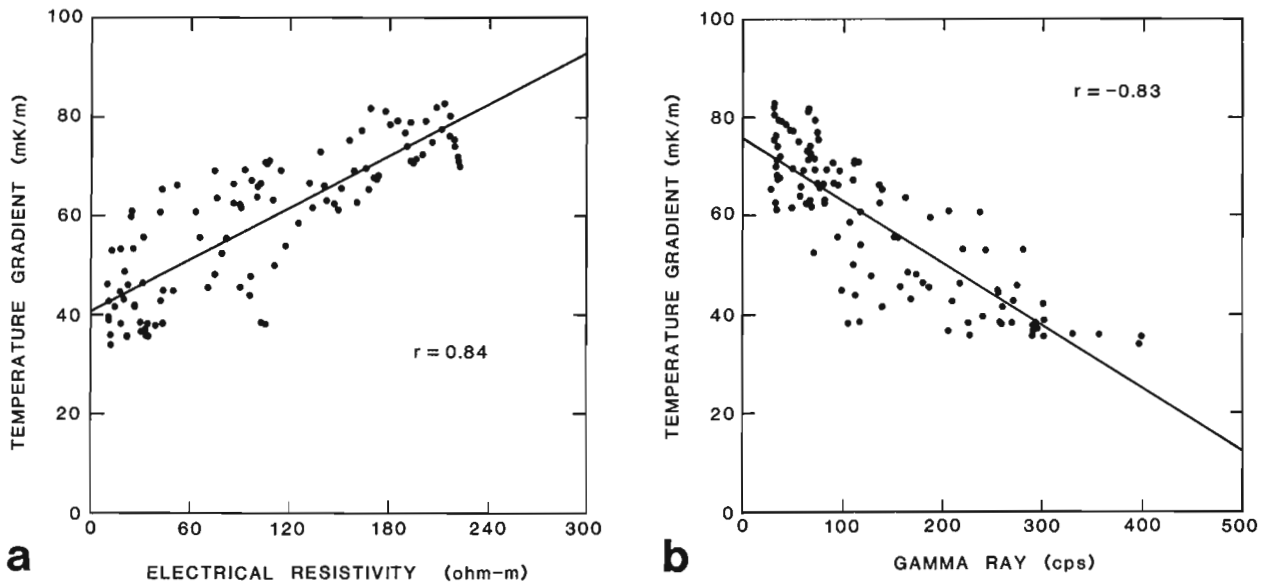 100
80
60
40
20
0
TEMPERATURE GRADIENT (mK/m)
r = 0.84
0 60 120 180 240 300
ELECTRICAL RESISTIVITY (ohm-m)
a
100
80
60
40
20
0
TEMPERATURE GRADIENT (mK/m)
r = -0.83
0 100 200 300 400 500
GAMMA RAY (cps)
b